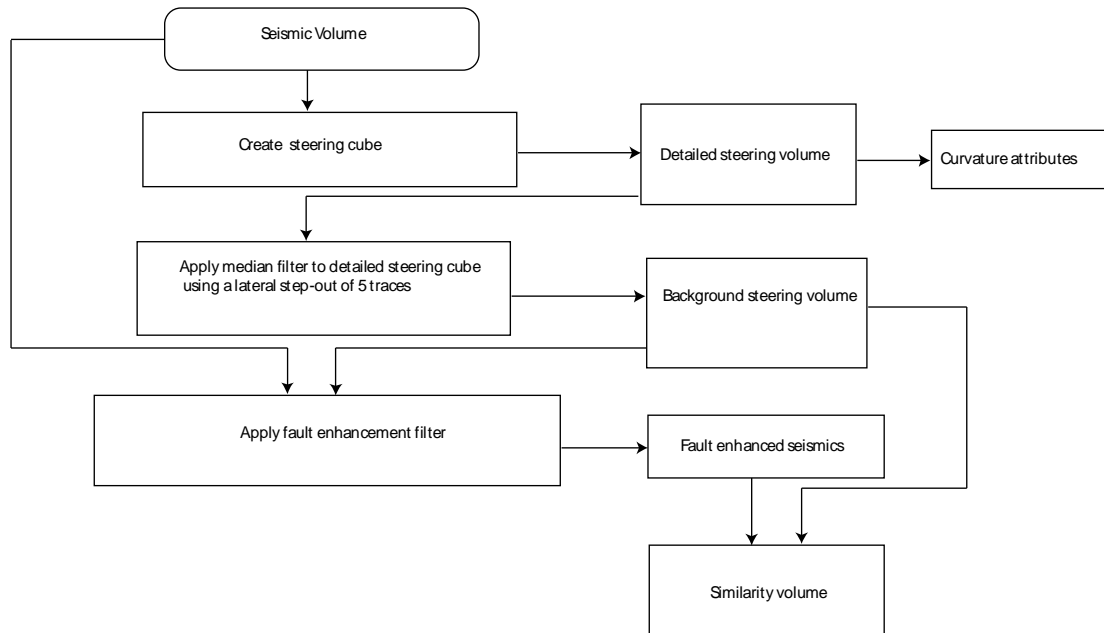 Seismic Volume
Create steering cube
Detailed steering volume
Curvature attributes
Apply median filter to detailed steering cube
using a lateral step-out of 5 traces
Background steering volume
Apply fault enhancement filter
Fault enhanced seismics
Similarity volume